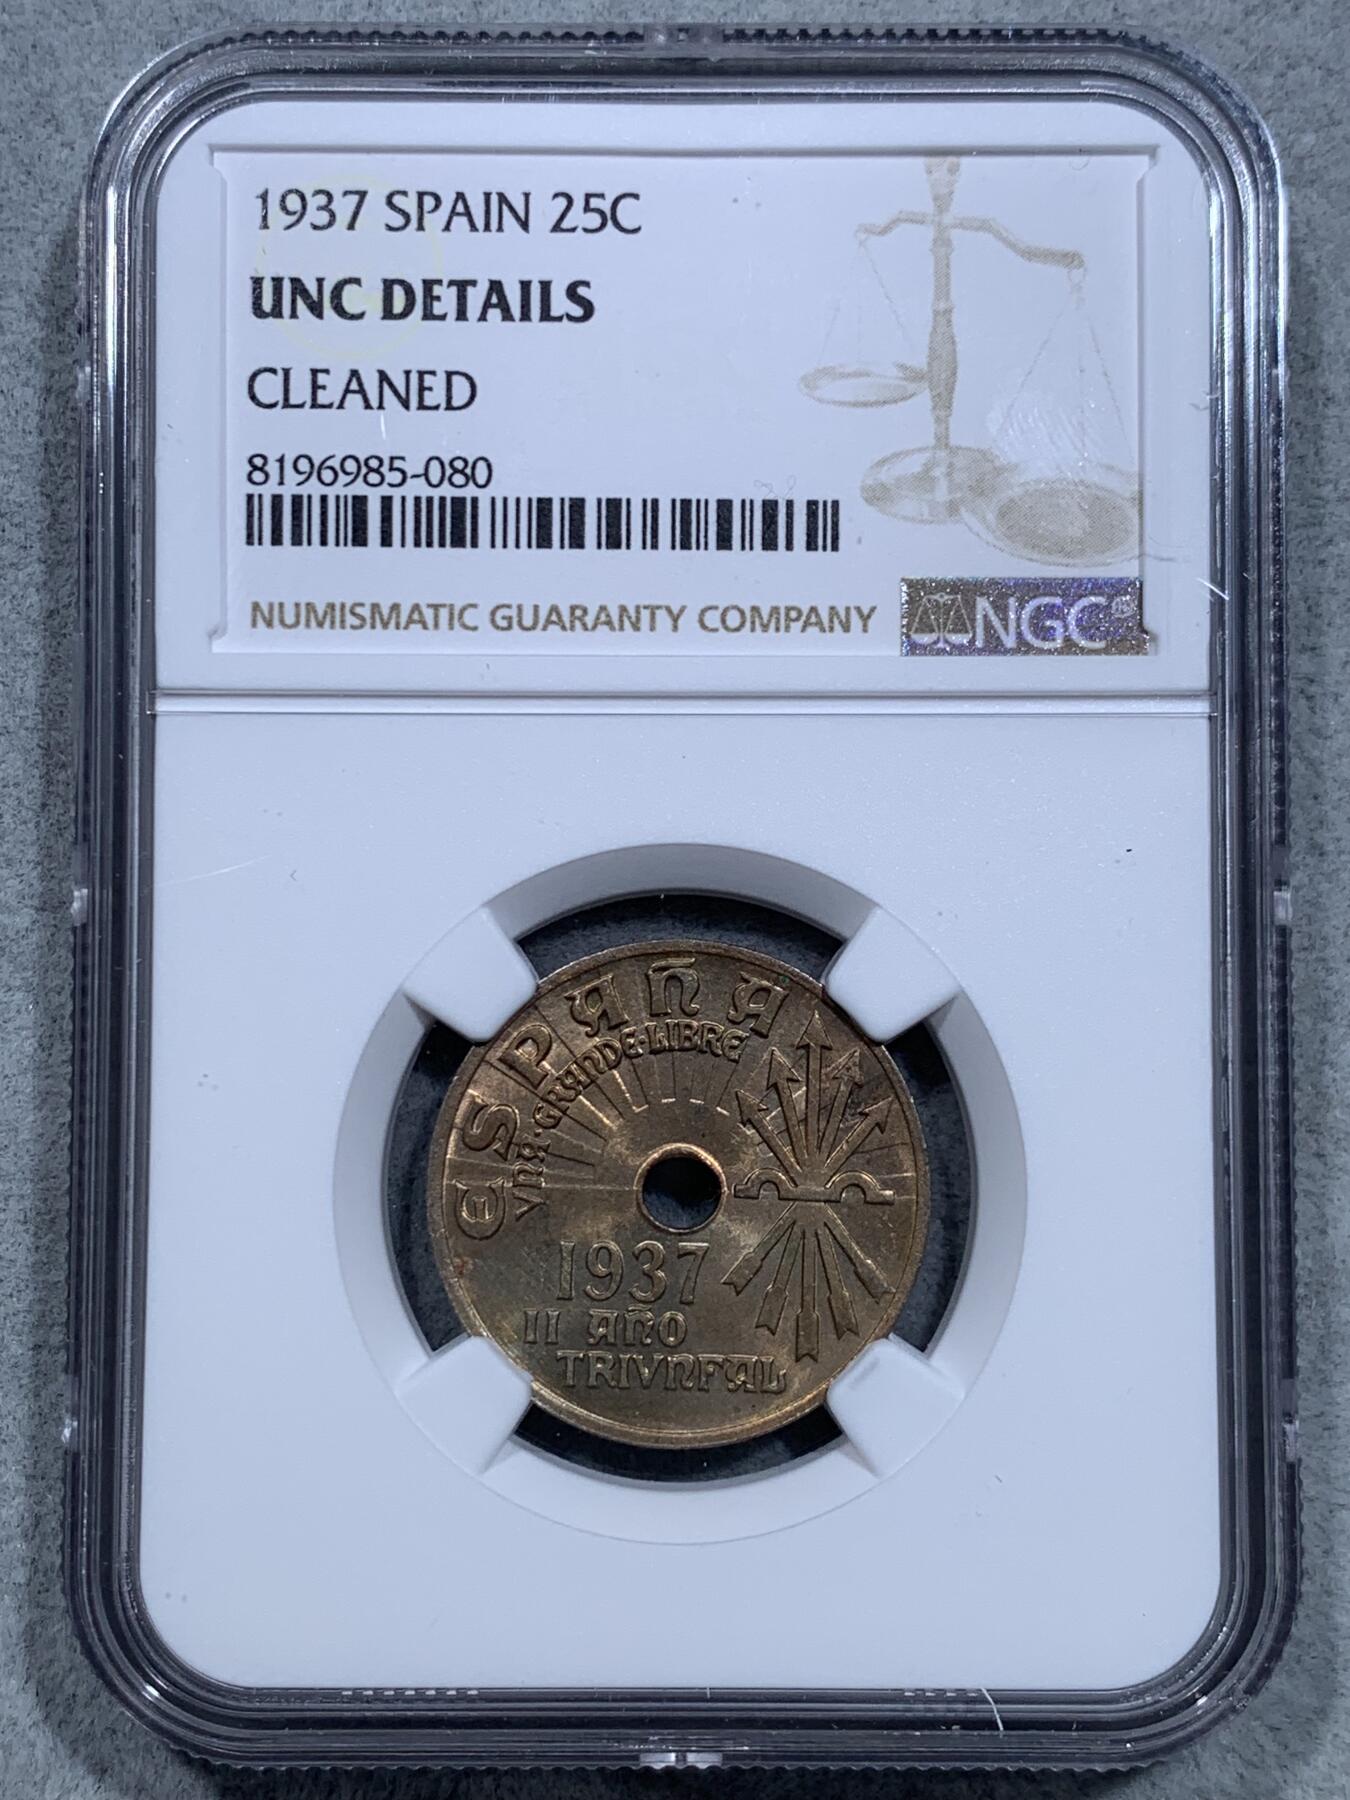 1937 SPAIN 25C
UNC DETAILS
CLEANED
8196985-080
NUMISMATIC GUARANTY COMPANY
NGC
ESPAÑA
VNA·GRANDE·LIBRE
1937
II AÑO
TRIVNFAL